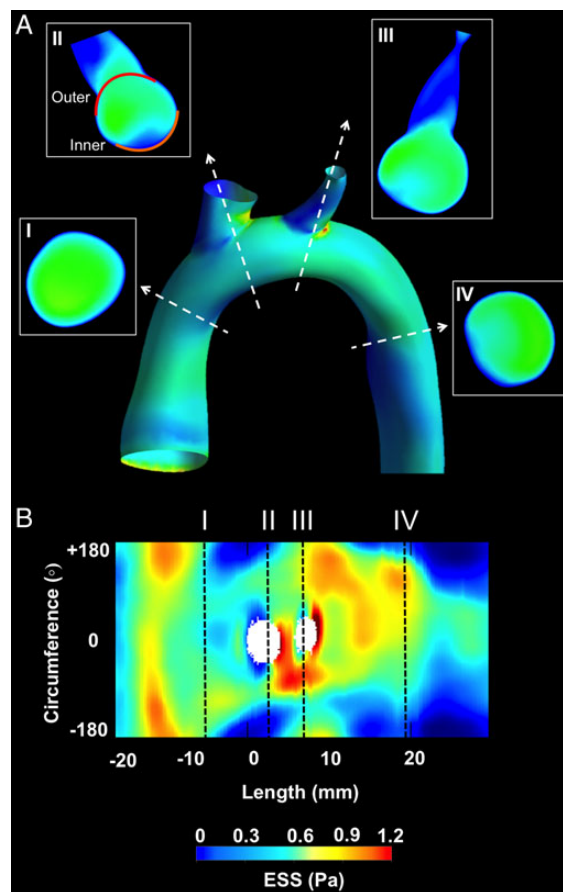 A
II
III
Outer
Inner
I
IV
B
I II III IV
+180
0
-180
Circumference (○)
-20 -10 0 10 20
Length (mm)
0 0.3 0.6 0.9 1.2
ESS (Pa)